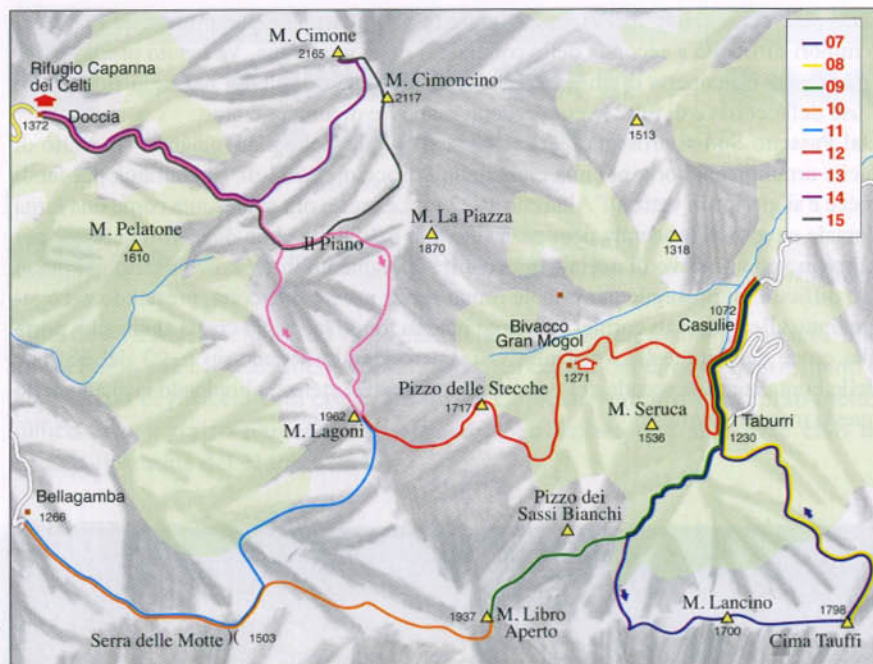 M. Cimone
2165
M. Cimoncino
2117
Rifugio Capanna
dei Celti
Doccia
1372
07
08
09
10
11
12
13
14
15
1513
M. Pelatone
1610
Il Piano
M. La Piazza
1870
1318
Bivacco
Gran Mogol
1271
1072
Casulie
Pizzo delle Stecche
1717
1962
M. Lagoni
M. Seruca
1536
I Taburri
1230
Bellagamba
1266
Pizzo dei
Sassi Bianchi
1937
M. Libro
Aperto
M. Lancino
1700
1798
Cima Tauffi
Serra delle Motte
1503